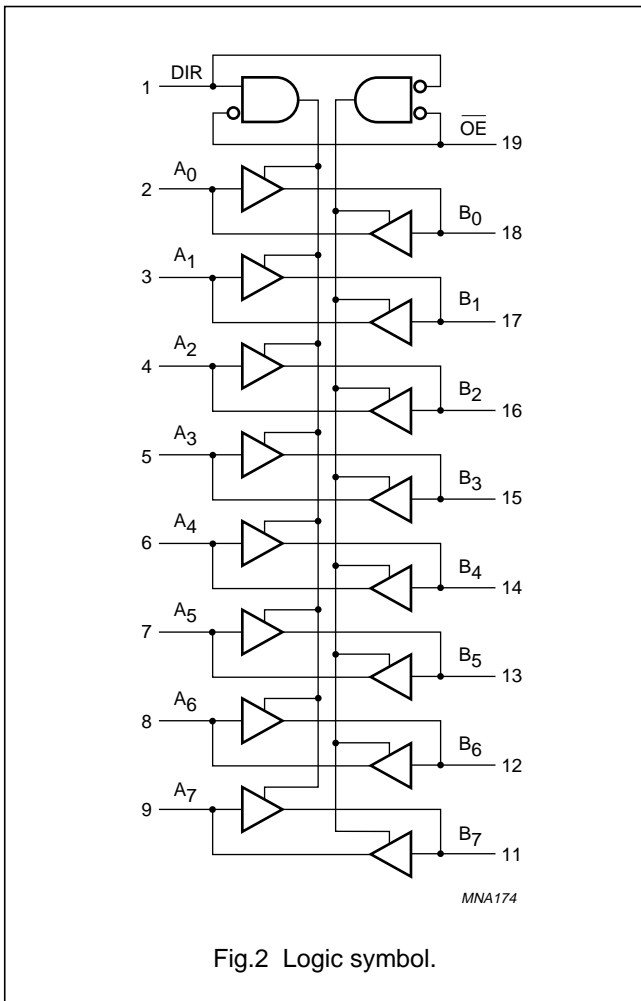 1 DIR
OE 19
2 A0
B0 18
3 A1
B1 17
4 A2
B2 16
5 A3
B3 15
6 A4
B4 14
7 A5
B5 13
8 A6
B6 12
9 A7
B7 11
MNA174
Fig.2 Logic symbol.